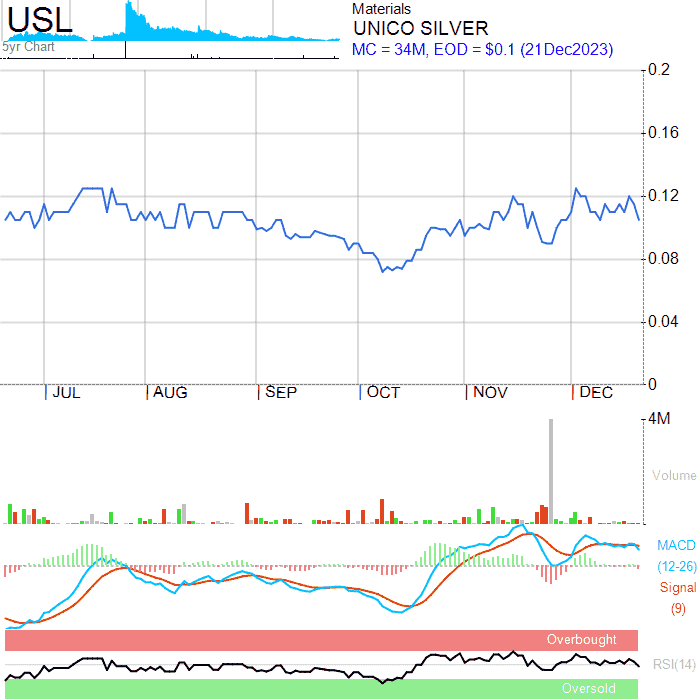 USL
5yr Chart
Materials
UNICO SILVER
MC = 34M, EOD = $0.1 (21Dec2023)
0.2
0.16
0.12
0.08
0.04
0
JUL AUG SEP OCT NOV DEC
4M
Volume
MACD
(12-26)
Signal
(9)
Overbought
RSI(14)
Oversold